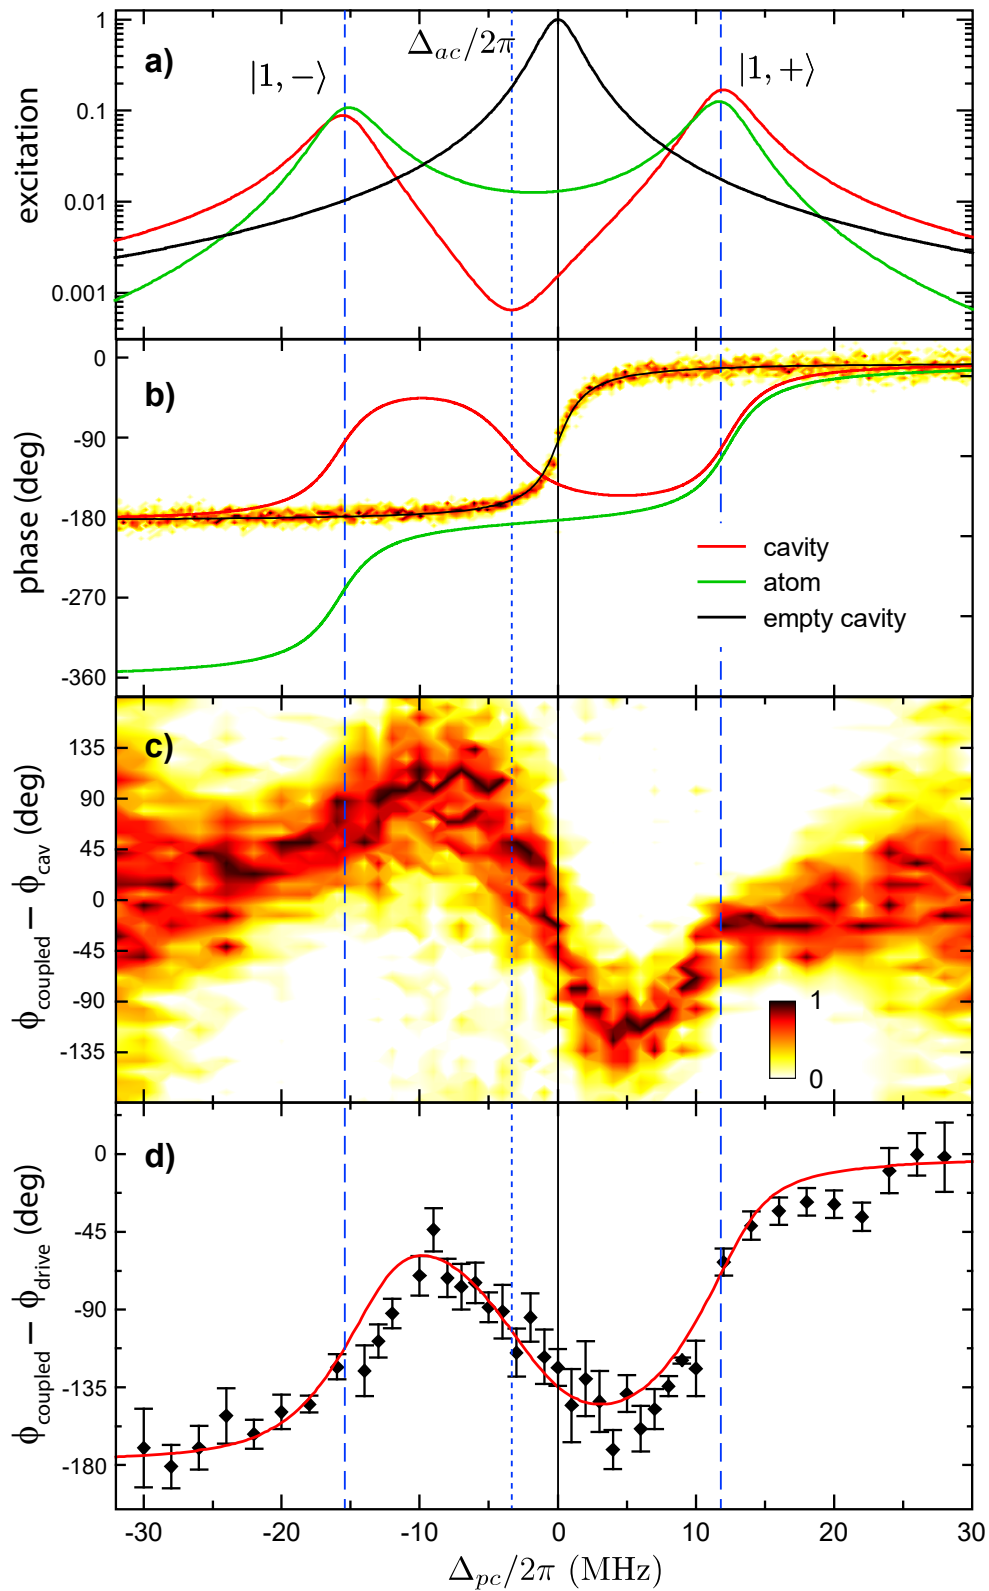 a)
Δac/2π
|1, −⟩
|1, +⟩
excitation
1
0.1
0.01
0.001
b)
phase (deg)
0
-90
-180
-270
-360
cavity
atom
empty cavity
c)
ϕcoupled − ϕcav (deg)
135
90
45
0
-45
-90
-135
1
0
d)
ϕcoupled − ϕdrive (deg)
0
-45
-90
-135
-180
-30 -20 -10 0 10 20 30
Δpc/2π (MHz)